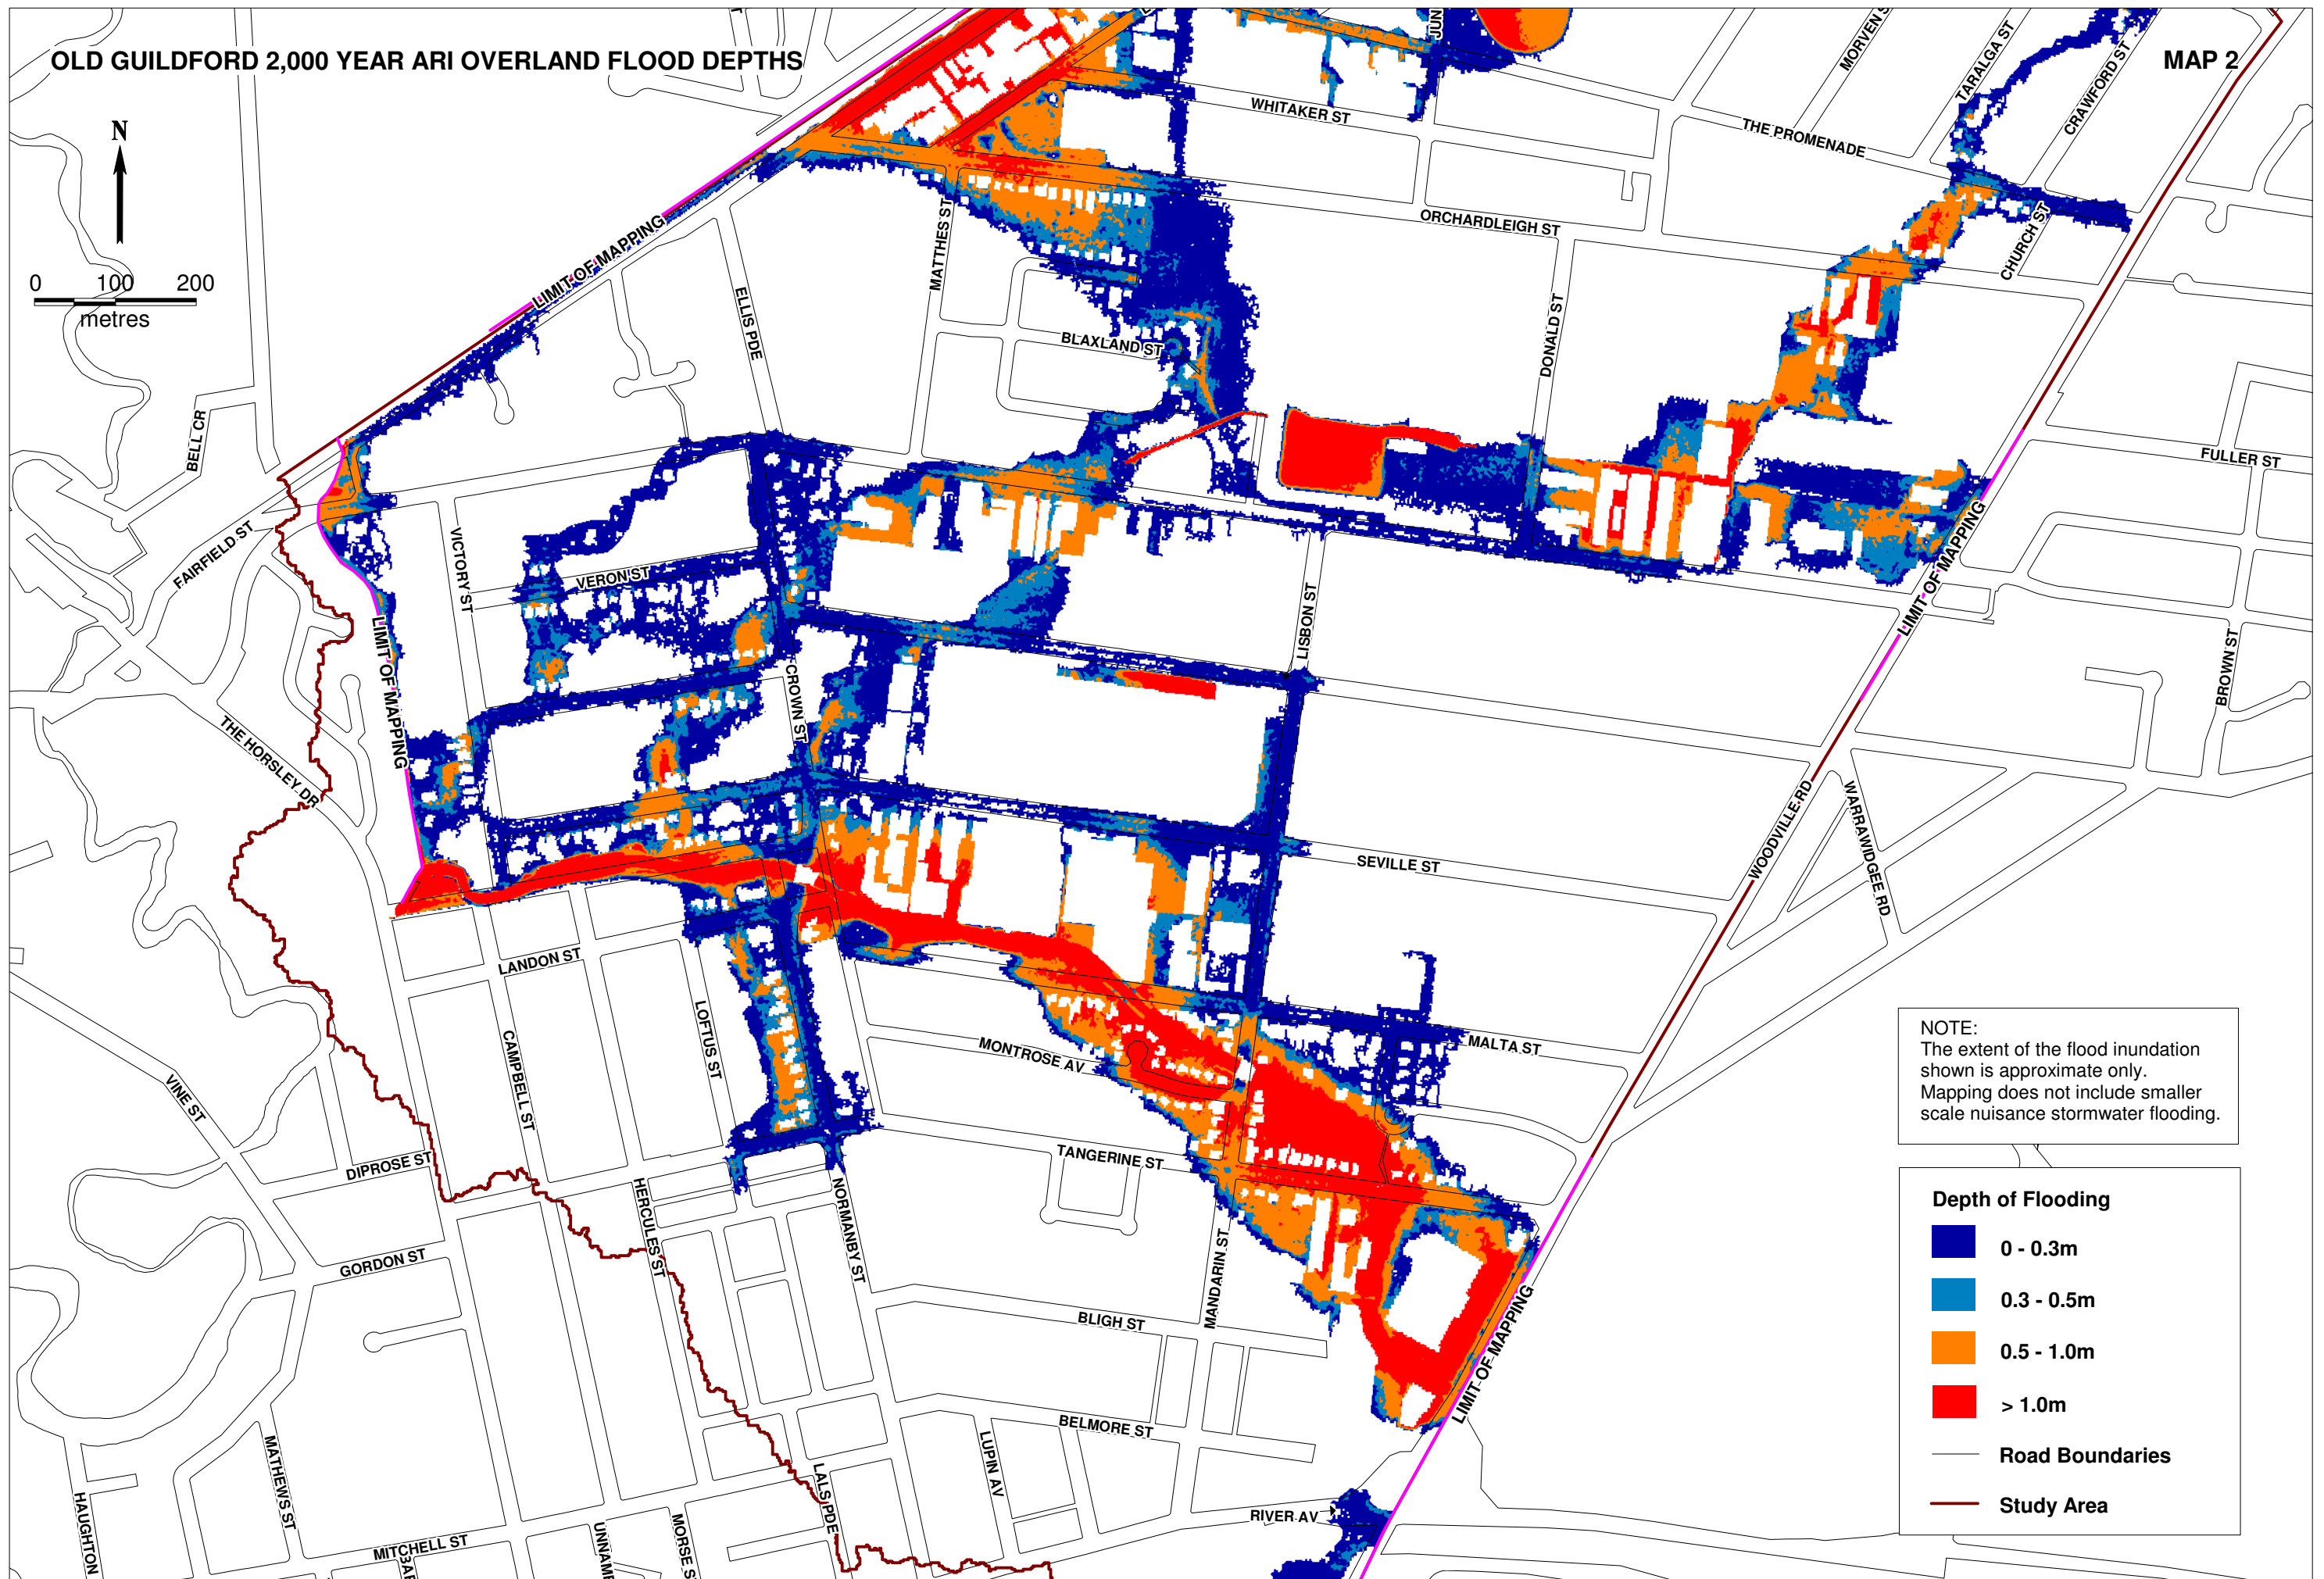 OLD GUILDFORD 2,000 YEAR ARI OVERLAND FLOOD DEPTHS
MAP 2
N
0 100 200
metres
JUN
MORVEN S
TARALGA ST
CRAWFORD ST
WHITAKER ST
THE PROMENADE
ORCHARDLEIGH ST
CHURCH ST
MATTHES ST
LIMIT OF MAPPING
ELLIS PDE
BLAXLAND ST
DONALD ST
BELL CR
FULLER ST
FAIRFIELD ST
VICTORY ST
VERON ST
LIMIT OF MAPPING
LIMIT OF MAPPING
LISBON ST
BROWN ST
CROWN ST
THE HORSLEY DR
WOODVILLE RD
WARRAWIDGEE RD
SEVILLE ST
LANDON ST
LOFTUS ST
CAMPBELL ST
MONTROSE AV
MALTA ST
VINE ST
DIPROSE ST
TANGERINE ST
HERCULES ST
NORMANBY ST
MANDARIN ST
GORDON ST
BLIGH ST
LIMIT OF MAPPING
BELMORE ST
LUPIN AV
MATHEWS ST
HAUGHTON
LALS PDE
RIVER AV
MITCHELL ST
BAR
UNNAM
MORSE S
NOTE:
The extent of the flood inundation
shown is approximate only.
Mapping does not include smaller
scale nuisance stormwater flooding.
Depth of Flooding
0 - 0.3m
0.3 - 0.5m
0.5 - 1.0m
> 1.0m
Road Boundaries
Study Area